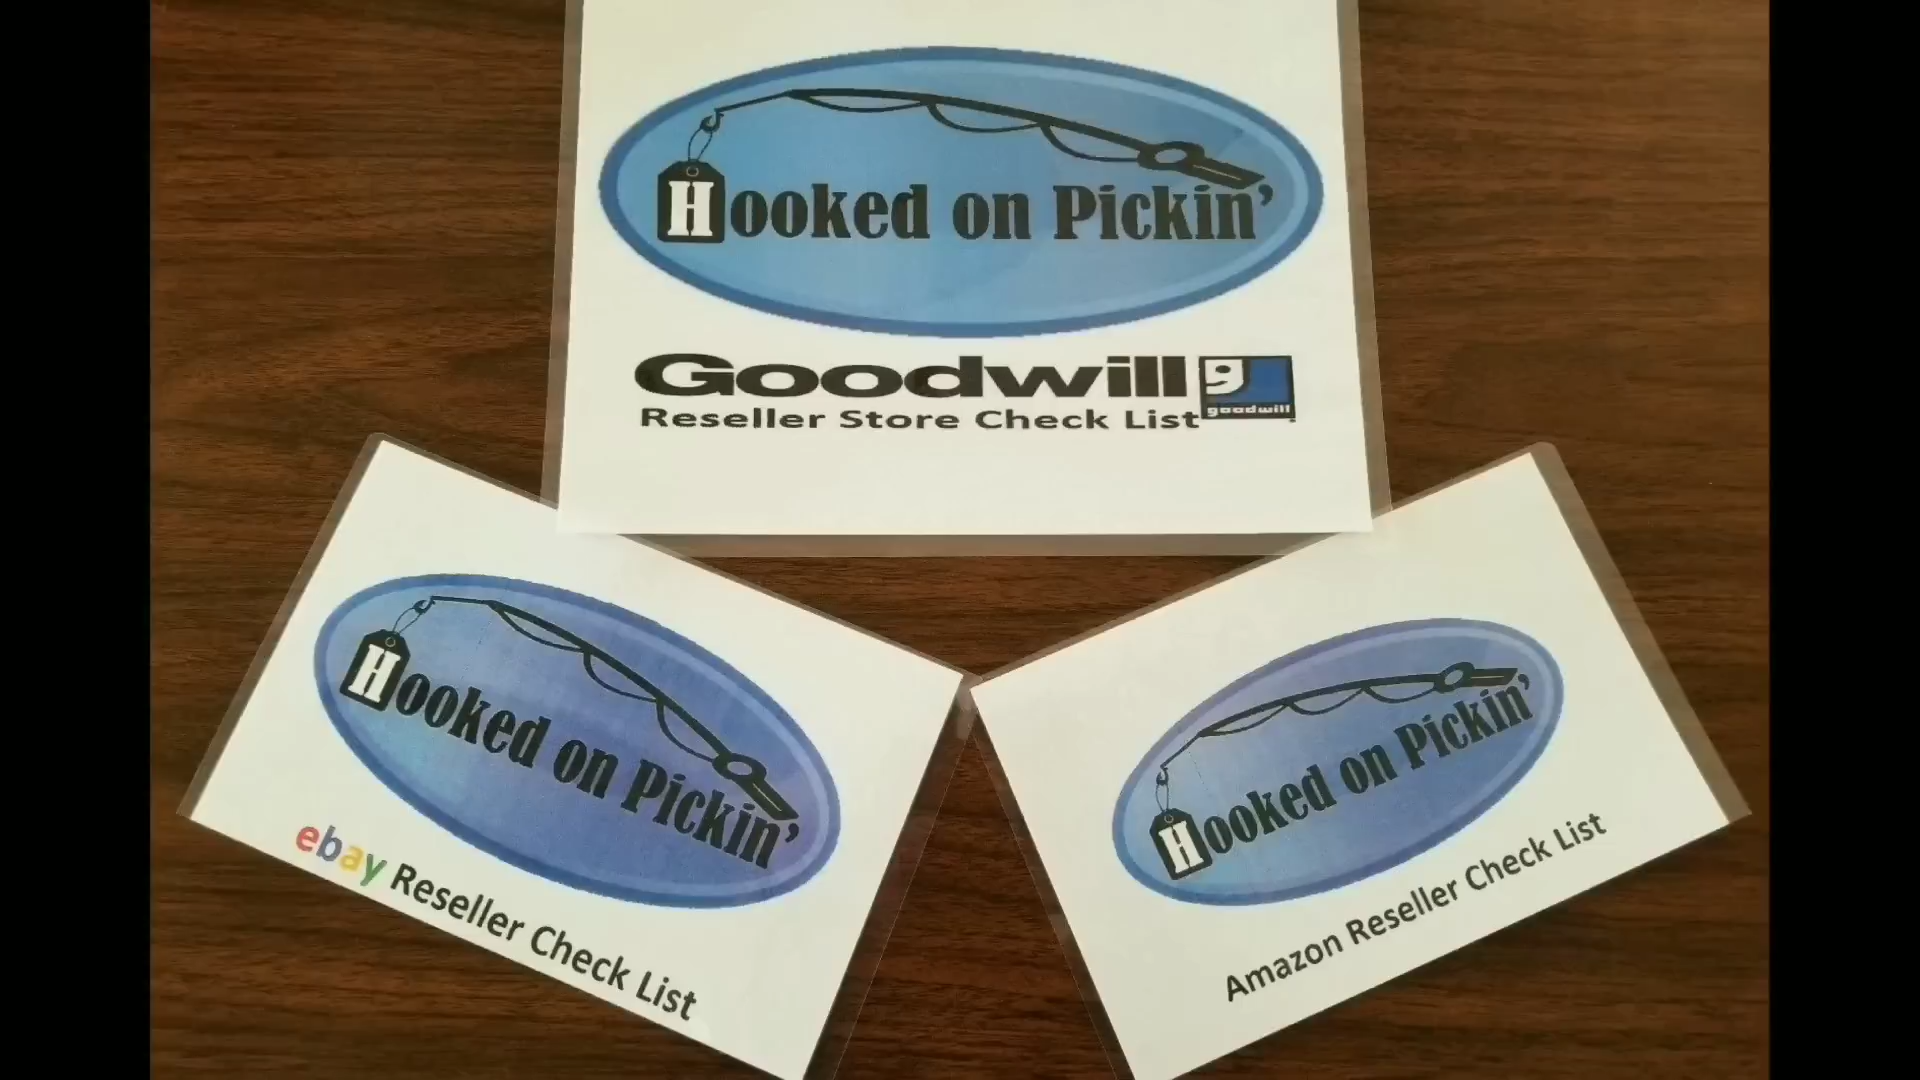 Hooked on Pickin'
Goodwill
g
goodwill
Reseller Store Check List
Hooked on Pickin'
ebay Reseller Check List
Hooked on Pickin'
Amazon Reseller Check List